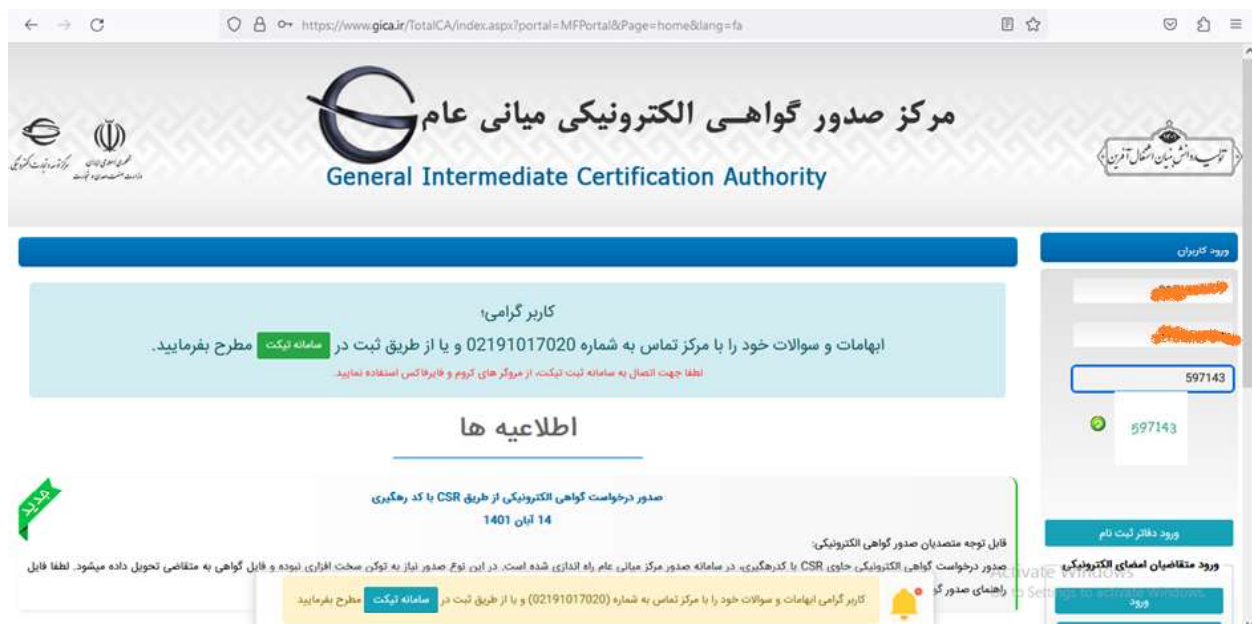 https://www.gica.ir/TotalCA/index.aspx?portal=MFPortal&Page=home&lang=fa
مرکز صدور گواهی الکترونیکی میانی عام
General Intermediate Certification Authority
تولید، دانش بنیان، اشتغال آفرین
ورود کاربران
597143
597143
ورود دفاتر ثبت نام
ورود متقاضیان امضای الکترونیکی
ورود
کاربر گرامی؛
ابهامات و سوالات خود را با مرکز تماس به شماره 02191017020 و یا از طریق ثبت در سامانه تیکت مطرح بفرمایید.
لطفا جهت اتصال به سامانه ثبت تیکت، از مروگر های کروم و فایرفاکس استفاده نمایید.
اطلاعیه ها
جدید
صدور درخواست گواهی الکترونیکی از طریق CSR با کد رهگیری
14 آبان 1401
قابل توجه متصدیان صدور گواهی الکترونیکی:
صدور درخواست گواهی الکترونیکی حاوی CSR با کدرهگیری، در سامانه صدور مرکز میانی عام راه اندازی شده است. در این نوع صدور نیاز به توکن سخت افزاری نبوده و فایل گواهی به متقاضی تحویل داده میشود. لطفا فایل
راهنمای صدور
کاربر گرامی ابهامات و سوالات خود را با مرکز تماس به شماره (02191017020) و یا از طریق ثبت در سامانه تیکت مطرح بفرمایید
Activate Windows
to Settings to activate Windows.